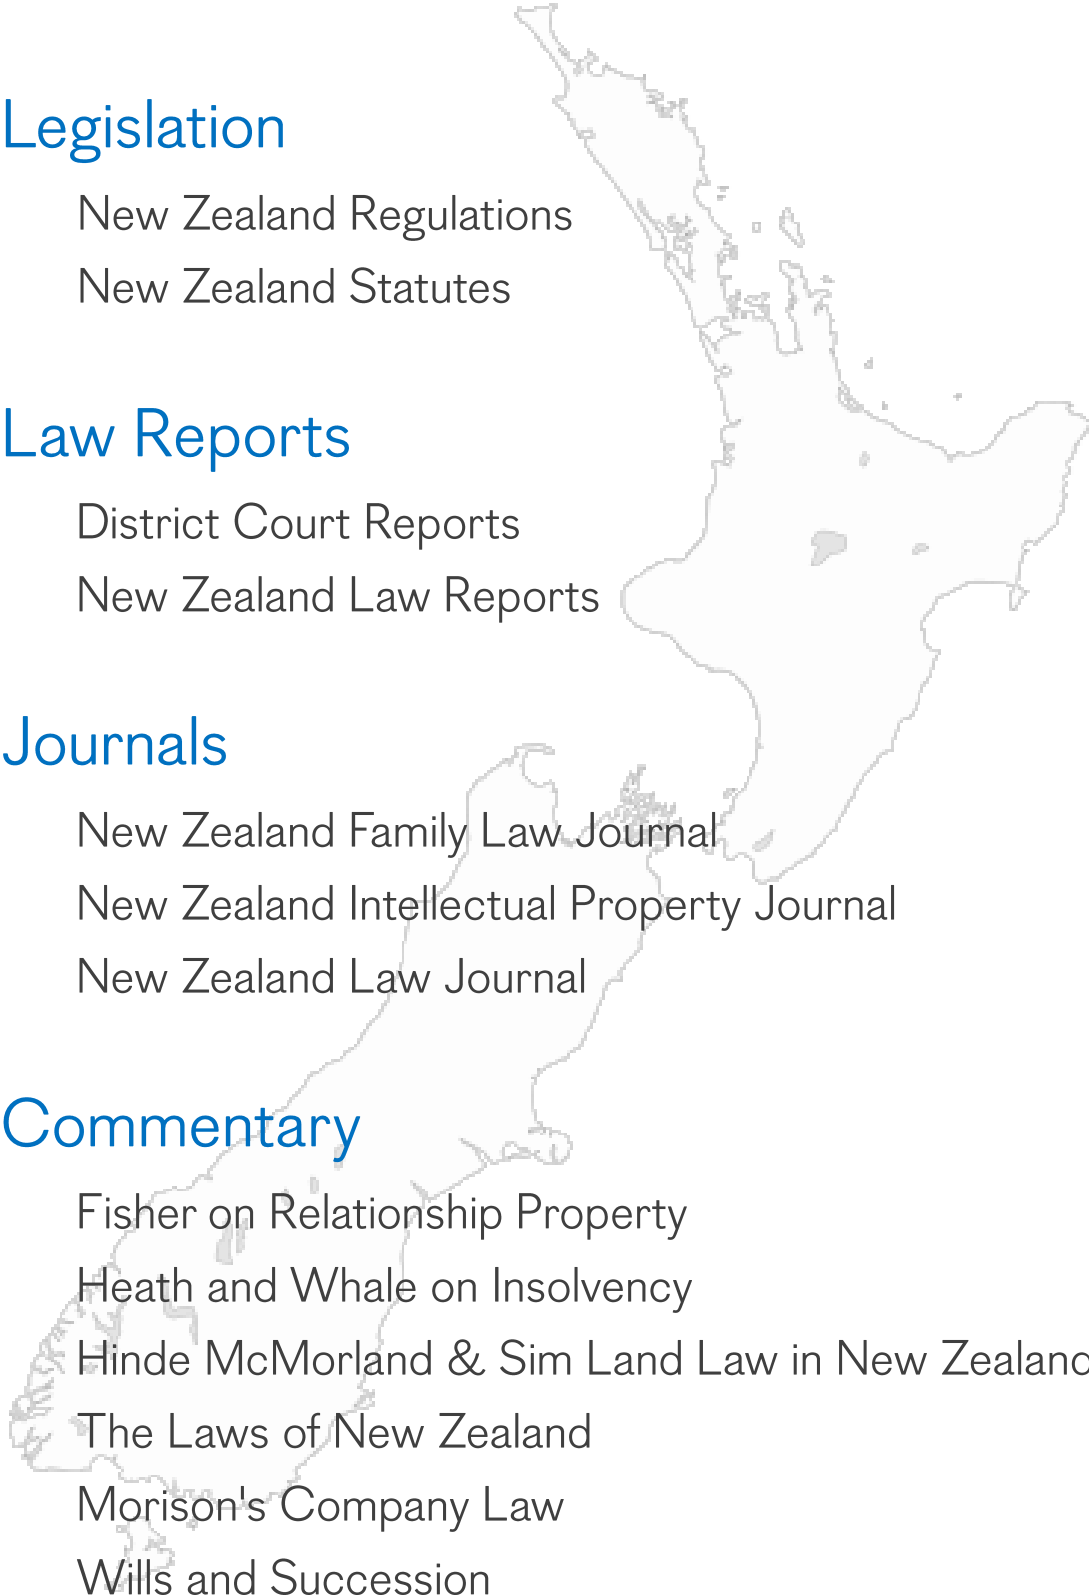 Legislation
New Zealand Regulations
New Zealand Statutes
Law Reports
District Court Reports
New Zealand Law Reports
Journals
New Zealand Family Law Journal
New Zealand Intellectual Property Journal
New Zealand Law Journal
Commentary
Fisher on Relationship Property
Heath and Whale on Insolvency
Hinde McMorland & Sim Land Law in New Zealand
The Laws of New Zealand
Morison's Company Law
Wills and Succession